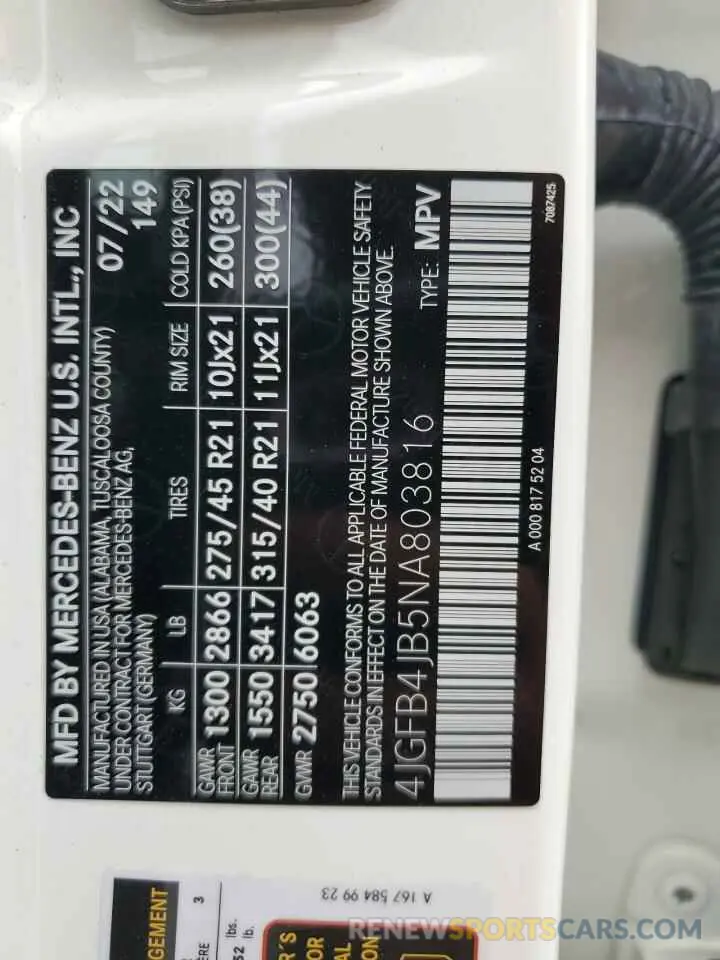 MFD BY MERCEDES-BENZ U.S. INTL., INC
MANUFACTURED IN USA (ALABAMA, TUSCALOOSA COUNTY) 07/22
UNDER CONTRACT FOR MERCEDES-BENZ AG, 149
STUTTGART (GERMANY)
KG LB TIRES RIM SIZE COLD KPA (PSI)
GAWR FRONT 1300 2866 275/45 R21 10Jx21 260(38)
GAWR REAR 1550 3417 315/40 R21 11Jx21 300(44)
GVWR 2750 6063
THIS VEHICLE CONFORMS TO ALL APPLICABLE FEDERAL MOTOR VEHICLE SAFETY
STANDARDS IN EFFECT ON THE DATE OF MANUFACTURE SHOWN ABOVE.
4JGFB4JB5NA803816 TYPE: MPV
A 000 817 52 04
7087425
GEMENT
ERE 3
lbs.
52 lb.
A 167 584 99 23
R'S
OR
AL
ON
RENEWSPORTSCARS.COM